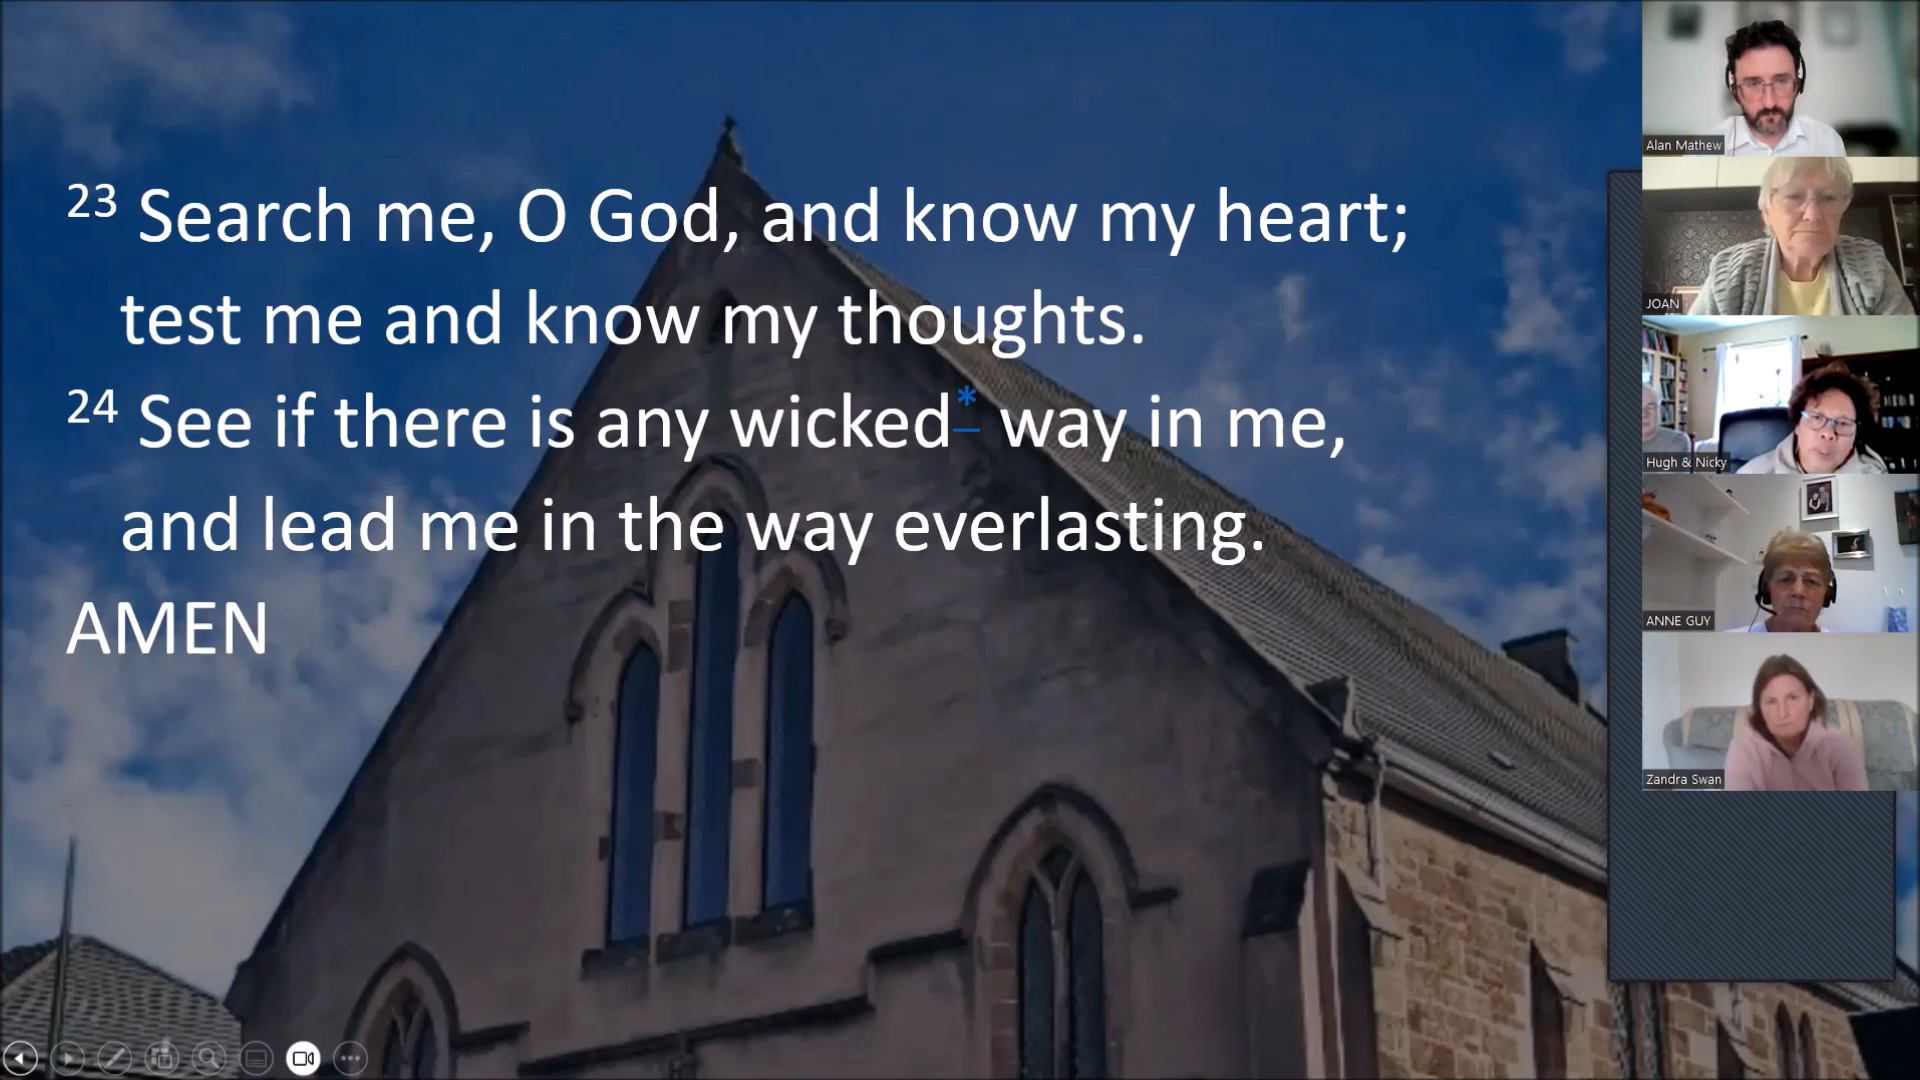 23 Search me, O God, and know my heart;
test me and know my thoughts.
24 See if there is any wicked* way in me,
and lead me in the way everlasting.
AMEN
Alan Mathew
JOAN
Hugh & Nicky
ANNE GUY
Zandra Swan